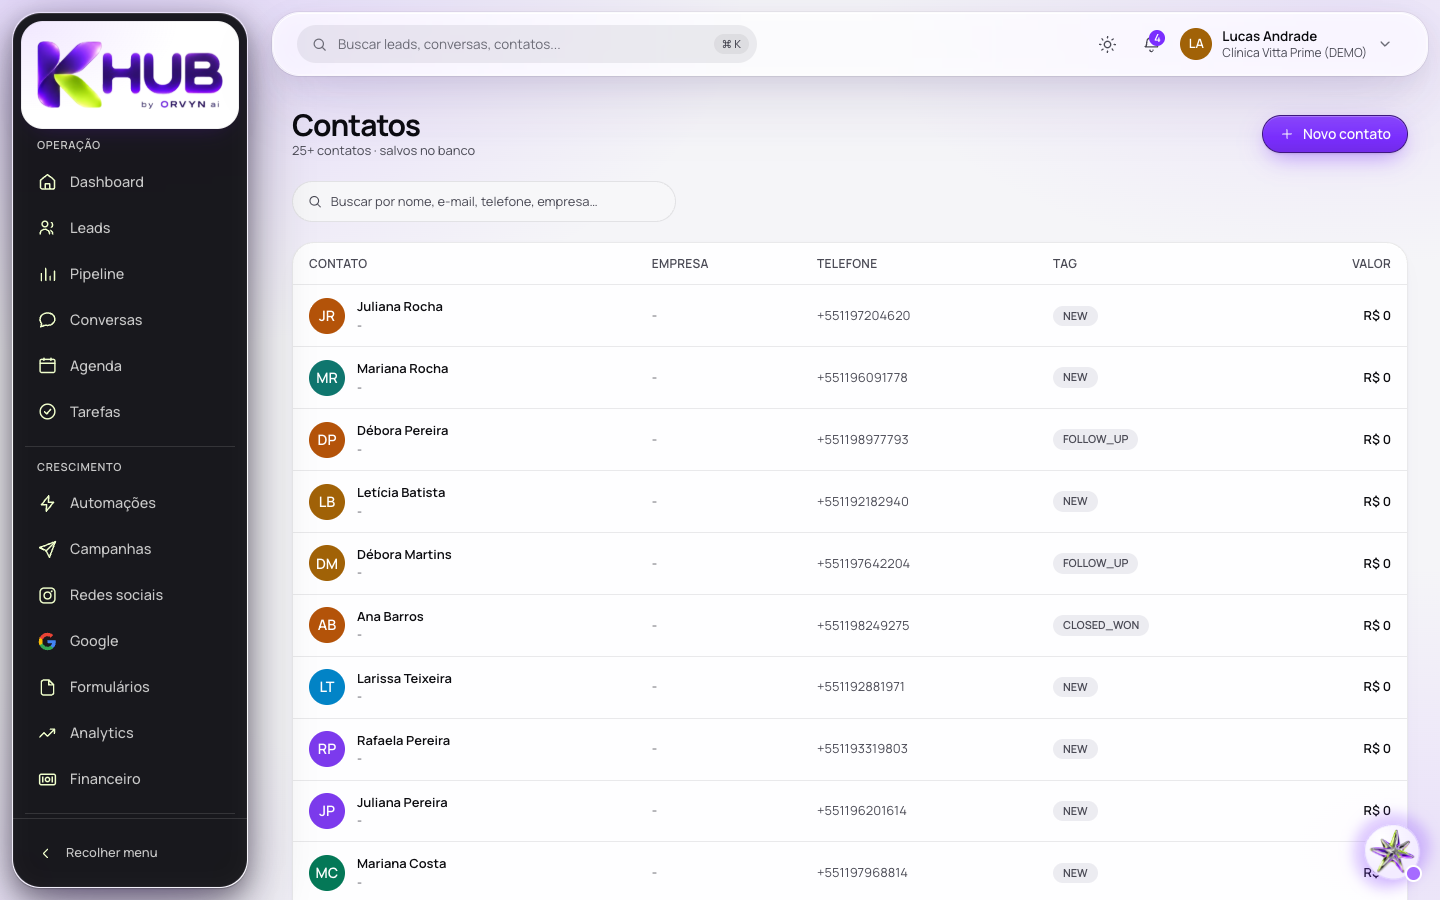 KHUB
by ORVYN ai
OPERAÇÃO
Dashboard
Leads
Pipeline
Conversas
Agenda
Tarefas
CRESCIMENTO
Automações
Campanhas
Redes sociais
Google
Formulários
Analytics
Financeiro
Recolher menu
Buscar leads, conversas, contatos...
⌘ K
4
LA
Lucas Andrade
Clínica Vitta Prime (DEMO)
Contatos
25+ contatos · salvos no banco
+ Novo contato
Buscar por nome, e-mail, telefone, empresa...
CONTATO EMPRESA TELEFONE TAG VALOR
JR Juliana Rocha - - +551197204620 NEW R$ 0
MR Mariana Rocha - - +551196091778 NEW R$ 0
DP Débora Pereira - - +551198977793 FOLLOW_UP R$ 0
LB Letícia Batista - - +551192182940 NEW R$ 0
DM Débora Martins - - +551197642204 FOLLOW_UP R$ 0
AB Ana Barros - - +551198249275 CLOSED_WON R$ 0
LT Larissa Teixeira - - +551192881971 NEW R$ 0
RP Rafaela Pereira - - +551193319803 NEW R$ 0
JP Juliana Pereira - - +551196201614 NEW R$ 0
MC Mariana Costa - - +551197968814 NEW